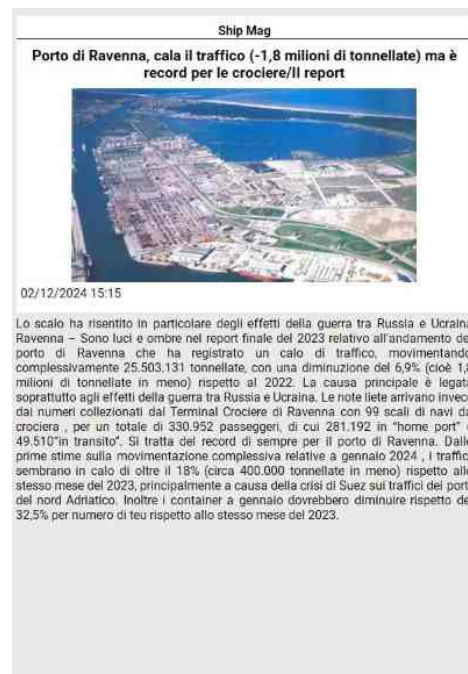 Ship Mag
Porto di Ravenna, cala il traffico (-1,8 milioni di tonnellate) ma è
record per le crociere/Il report
02/12/2024 15:15
Lo scalo ha risentito in particolare degli effetti della guerra tra Russia e Ucraina
Ravenna – Sono luci e ombre nel report finale del 2023 relativo all'andamento de
porto di Ravenna che ha registrato un calo di traffico, movimentando
complessivamente 25.503.131 tonnellate, con una diminuzione del 6,9% (cioè 1,8
milioni di tonnellate in meno) rispetto al 2022. La causa principale è legata
soprattutto agli effetti della guerra tra Russia e Ucraina. Le note liete arrivano invece
dai numeri collezionati dal Terminal Crociere di Ravenna con 99 scali di navi da
crociera , per un totale di 330.952 passeggeri, di cui 281.192 in "home port" e
49.510"in transito". Si tratta del record di sempre per il porto di Ravenna. Dalle
prime stime sulla movimentazione complessiva relative a gennaio 2024 , i traffic
sembrano in calo di oltre il 18% (circa 400.000 tonnellate in meno) rispetto allo
stesso mese del 2023, principalmente a causa della crisi di Suez sui traffici dei port
del nord Adriatico. Inoltre i container a gennaio dovrebbero diminuire rispetto de
32,5% per numero di teu rispetto allo stesso mese del 2023.